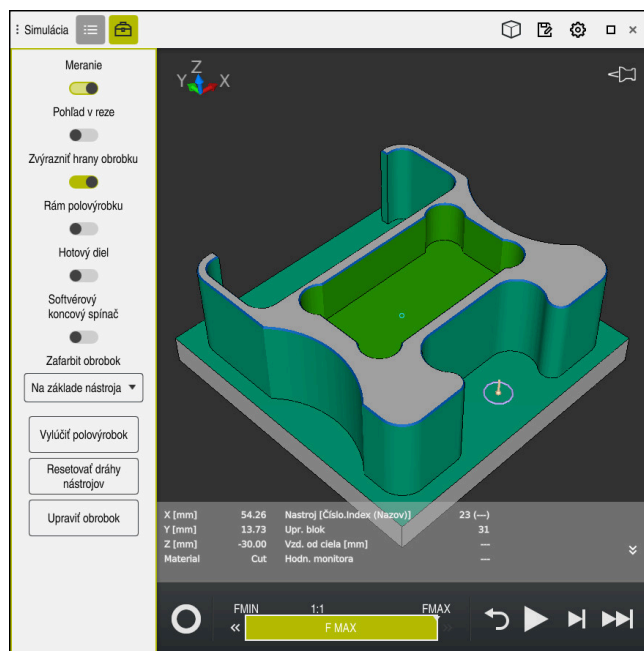 Simulácia
Meranie
Pohľad v reze
Zvýrazniť hrany obrobku
Rám polovýrobku
Hotový diel
Softvérový
koncový spínač
Zafarbit obrobok
Na základe nástroja
Vylúčiť polovýrobok
Resetovať dráhy
nástrojov
Upraviť obrobok
Z
Y X
X [mm] 54.26 Nastroj [Číslo.Index (Nazov)] 23 (---)
Y [mm] 13.73 Upr. blok 31
Z [mm] -30.00 Vzd. od ciela [mm] ---
Material Cut Hodn. monitora ---
FMIN 1:1 FMAX
F MAX